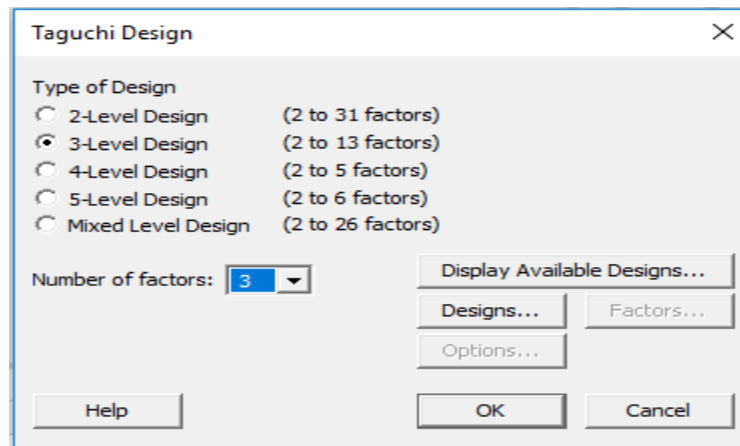 Taguchi Design
Type of Design
2-Level Design (2 to 31 factors)
3-Level Design (2 to 13 factors)
4-Level Design (2 to 5 factors)
5-Level Design (2 to 6 factors)
Mixed Level Design (2 to 26 factors)
Number of factors: 3
Display Available Designs...
Designs... Factors...
Options...
Help OK Cancel